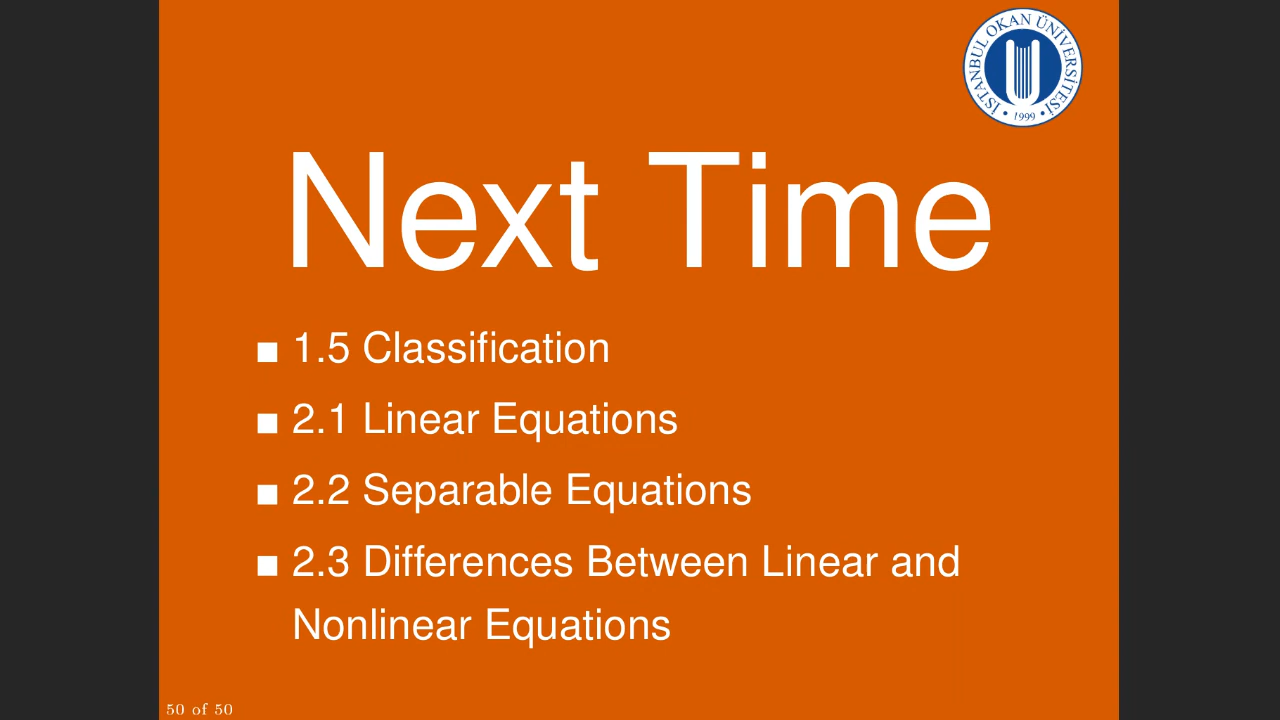 İSTANBUL OKAN ÜNİVERSİTESİ
• 1999 •
Next Time
■ 1.5 Classification
■ 2.1 Linear Equations
■ 2.2 Separable Equations
■ 2.3 Differences Between Linear and
Nonlinear Equations
50 of 50